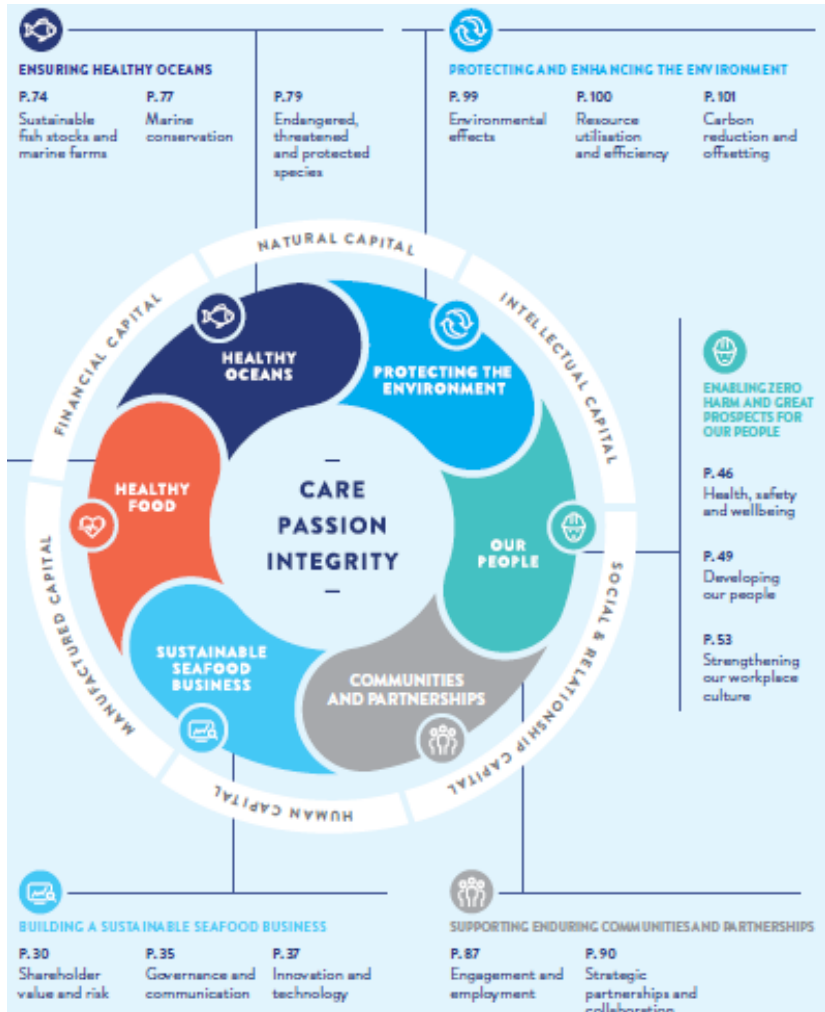 ENSURING HEALTHY OCEANS
P.74
Sustainable
fish stocks and
marine farms
P.77
Marine
conservation
P.79
Endangered,
threatened
and protected
species
PROTECTING AND ENHANCING THE ENVIRONMENT
P.99
Environmental
effects
P.100
Resource
utilisation
and efficiency
P.101
Carbon
reduction and
offsetting
NATURAL CAPITAL
INTELLECTUAL CAPITAL
SOCIAL & RELATIONSHIP CAPITAL
HUMAN CAPITAL
MANUFACTURED CAPITAL
FINANCIAL CAPITAL
HEALTHY
OCEANS
PROTECTING THE
ENVIRONMENT
OUR
PEOPLE
COMMUNITIES
AND PARTNERSHIPS
SUSTAINABLE
SEAFOOD
BUSINESS
HEALTHY
FOOD
CARE
PASSION
INTEGRITY
ENABLING ZERO
HARM AND GREAT
PROSPECTS FOR
OUR PEOPLE
P.46
Health, safety
and wellbeing
P.49
Developing
our people
P.53
Strengthening
our workplace
culture
BUILDING A SUSTAINABLE SEAFOOD BUSINESS
P.30
Shareholder
value and risk
P.35
Governance and
communication
P.37
Innovation and
technology
SUPPORTING ENDURING COMMUNITIES AND PARTNERSHIPS
P.87
Engagement and
employment
P.90
Strategic
partnerships and
collaboration